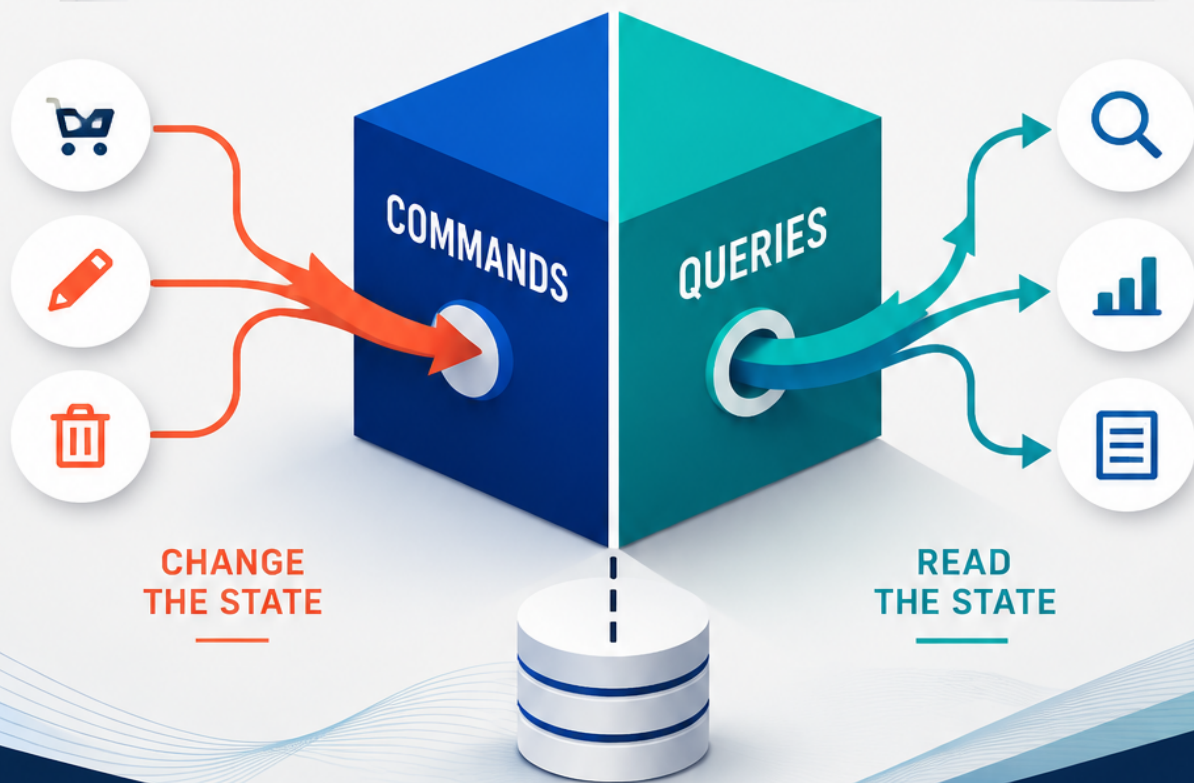 COMMANDS
QUERIES
CHANGE
THE STATE
READ
THE STATE